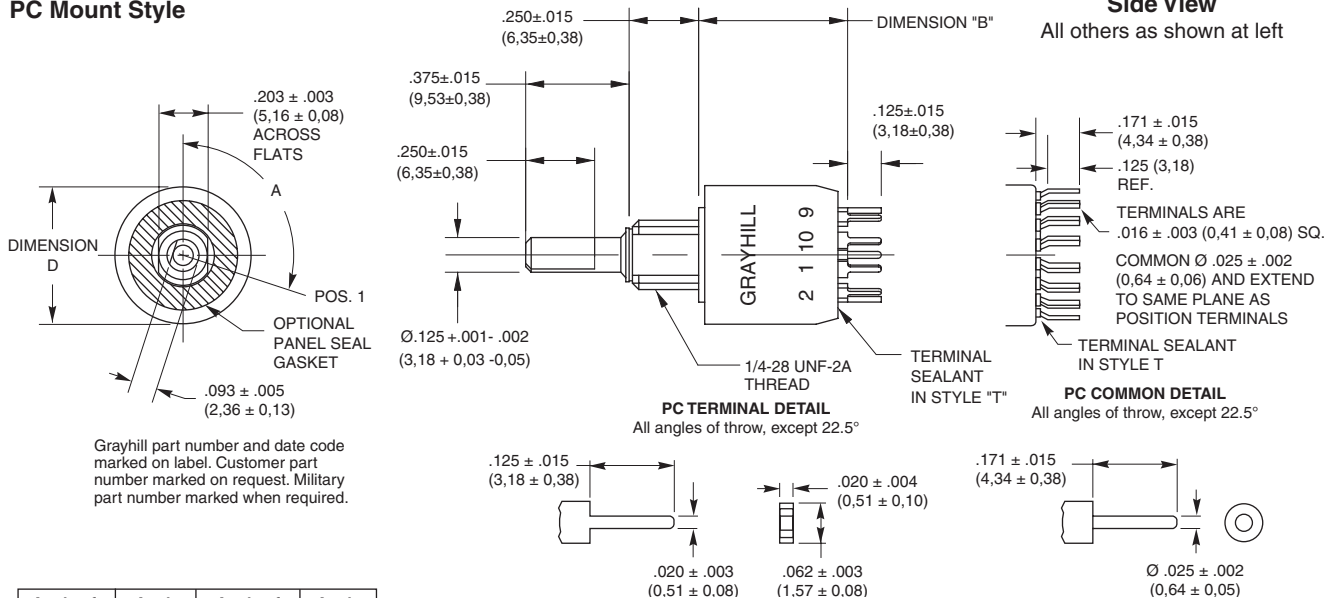 PC Mount Style
.203 ± .003
(5,16 ± 0,08)
ACROSS
FLATS
A
DIMENSION
D
POS. 1
OPTIONAL
PANEL SEAL
GASKET
.093 ± .005
(2,36 ± 0,13)
Grayhill part number and date code
marked on label. Customer part
number marked on request. Military
part number marked when required.
.250±.015
(6,35±0,38)
DIMENSION "B"
.375±.015
(9,53±0,38)
.125±.015
(3,18±0,38)
.250±.015
(6,35±0,38)
GRAYHILL
2 1 10 9
Ø.125 +.001- .002
(3,18 + 0,03 -0,05)
1/4-28 UNF-2A
THREAD
TERMINAL
SEALANT
IN STYLE "T"
PC TERMINAL DETAIL
All angles of throw, except 22.5°
.125 ± .015
(3,18 ± 0,38)
.020 ± .004
(0,51 ± 0,10)
.020 ± .003
(0,51 ± 0,08)
.062 ± .003
(1,57 ± 0,08)
Side View
All others as shown at left
.171 ± .015
(4,34 ± 0,38)
.125 (3,18)
REF.
TERMINALS ARE
.016 ± .003 (0,41 ± 0,08) SQ.
COMMON Ø .025 ± .002
(0,64 ± 0,06) AND EXTEND
TO SAME PLANE AS
POSITION TERMINALS
TERMINAL SEALANT
IN STYLE T
PC COMMON DETAIL
All angles of throw, except 22.5°
.171 ± .015
(4,34 ± 0,38)
Ø .025 ± .002
(0,64 ± 0,05)